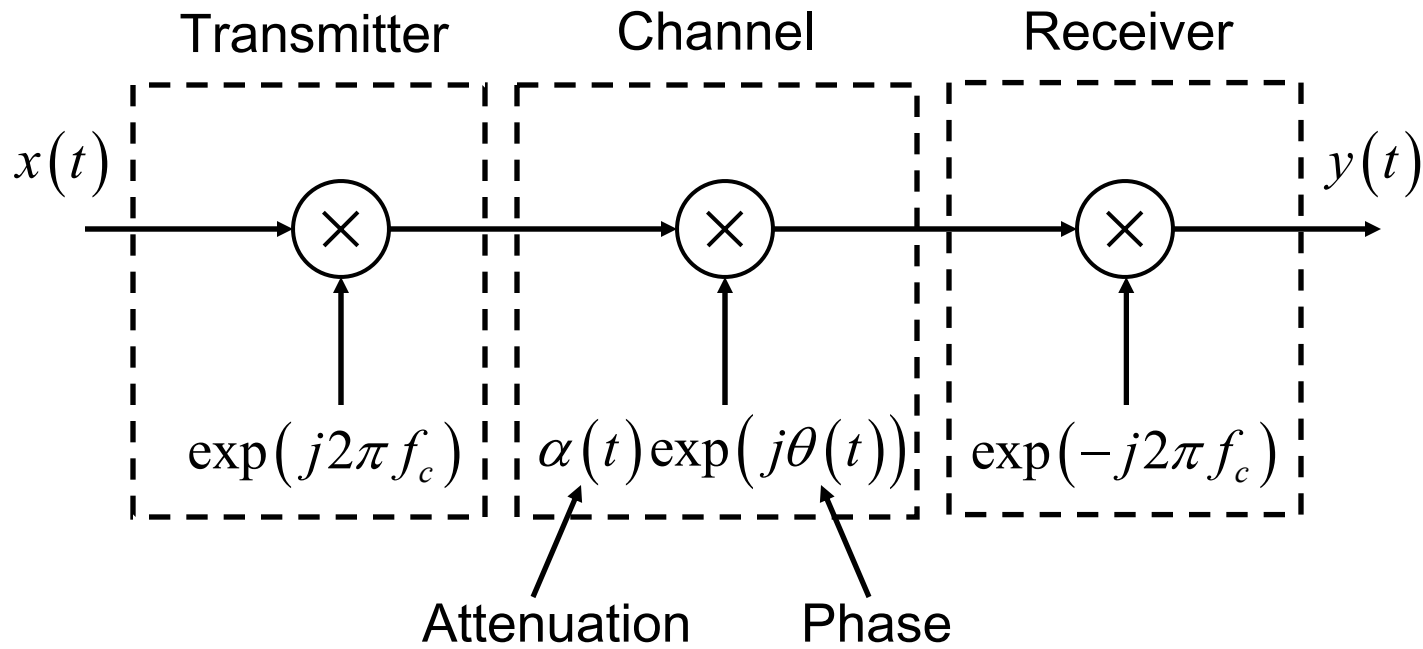 Transmitter Channel Receiver
x(t) y(t)
exp(j2πf_c) α(t)exp(jθ(t)) exp(−j2πf_c)
Attenuation Phase